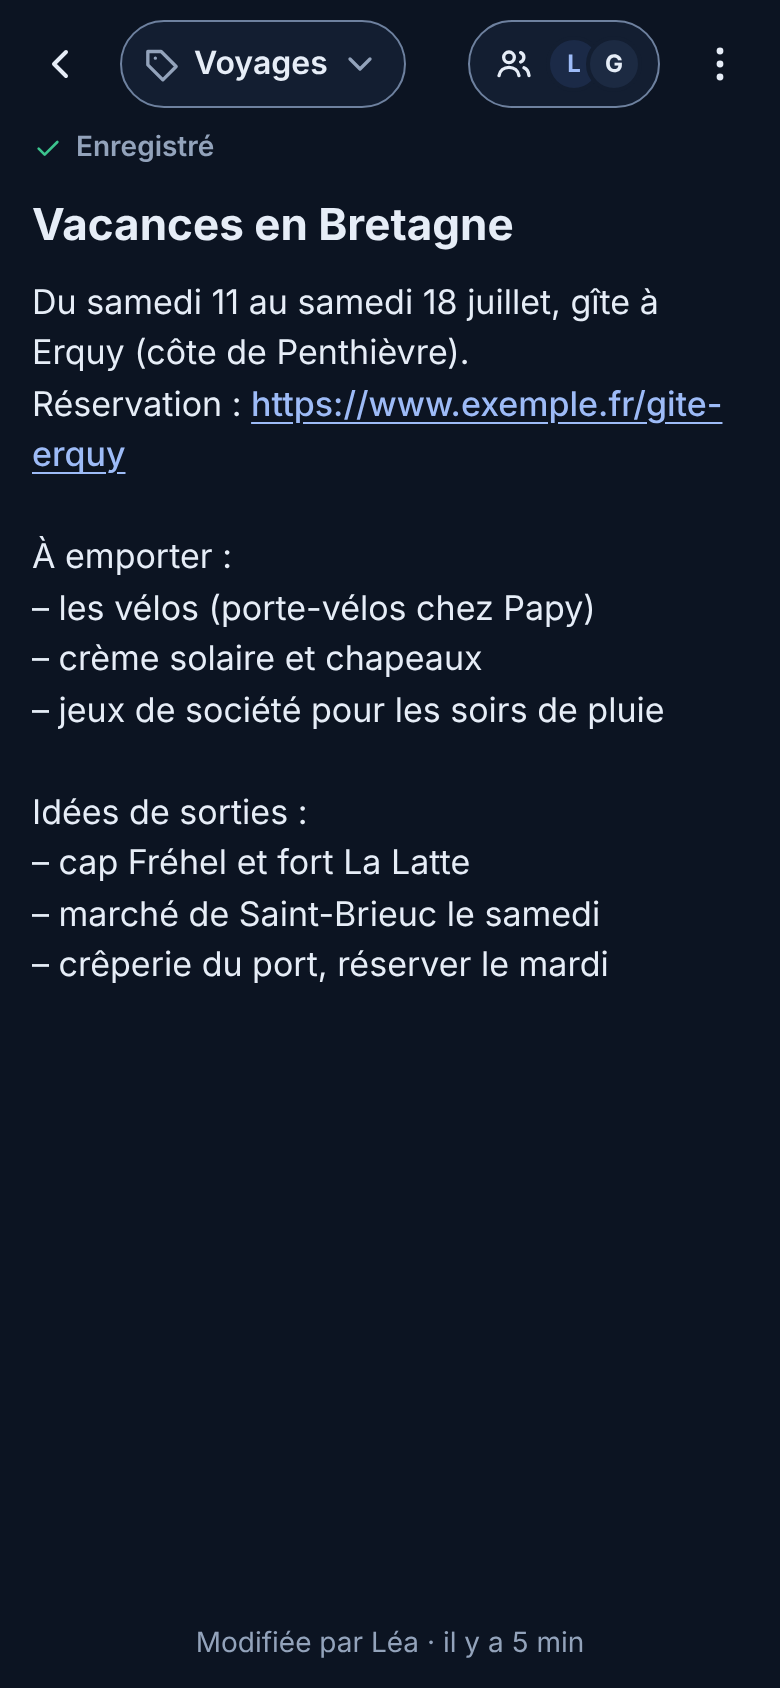 Voyages
L G
Enregistré
Vacances en Bretagne
Du samedi 11 au samedi 18 juillet, gîte à
Erquy (côte de Penthièvre).
Réservation : https://www.exemple.fr/gite-
erquy
À emporter :
– les vélos (porte-vélos chez Papy)
– crème solaire et chapeaux
– jeux de société pour les soirs de pluie
Idées de sorties :
– cap Fréhel et fort La Latte
– marché de Saint-Brieuc le samedi
– crêperie du port, réserver le mardi
Modifiée par Léa · il y a 5 min